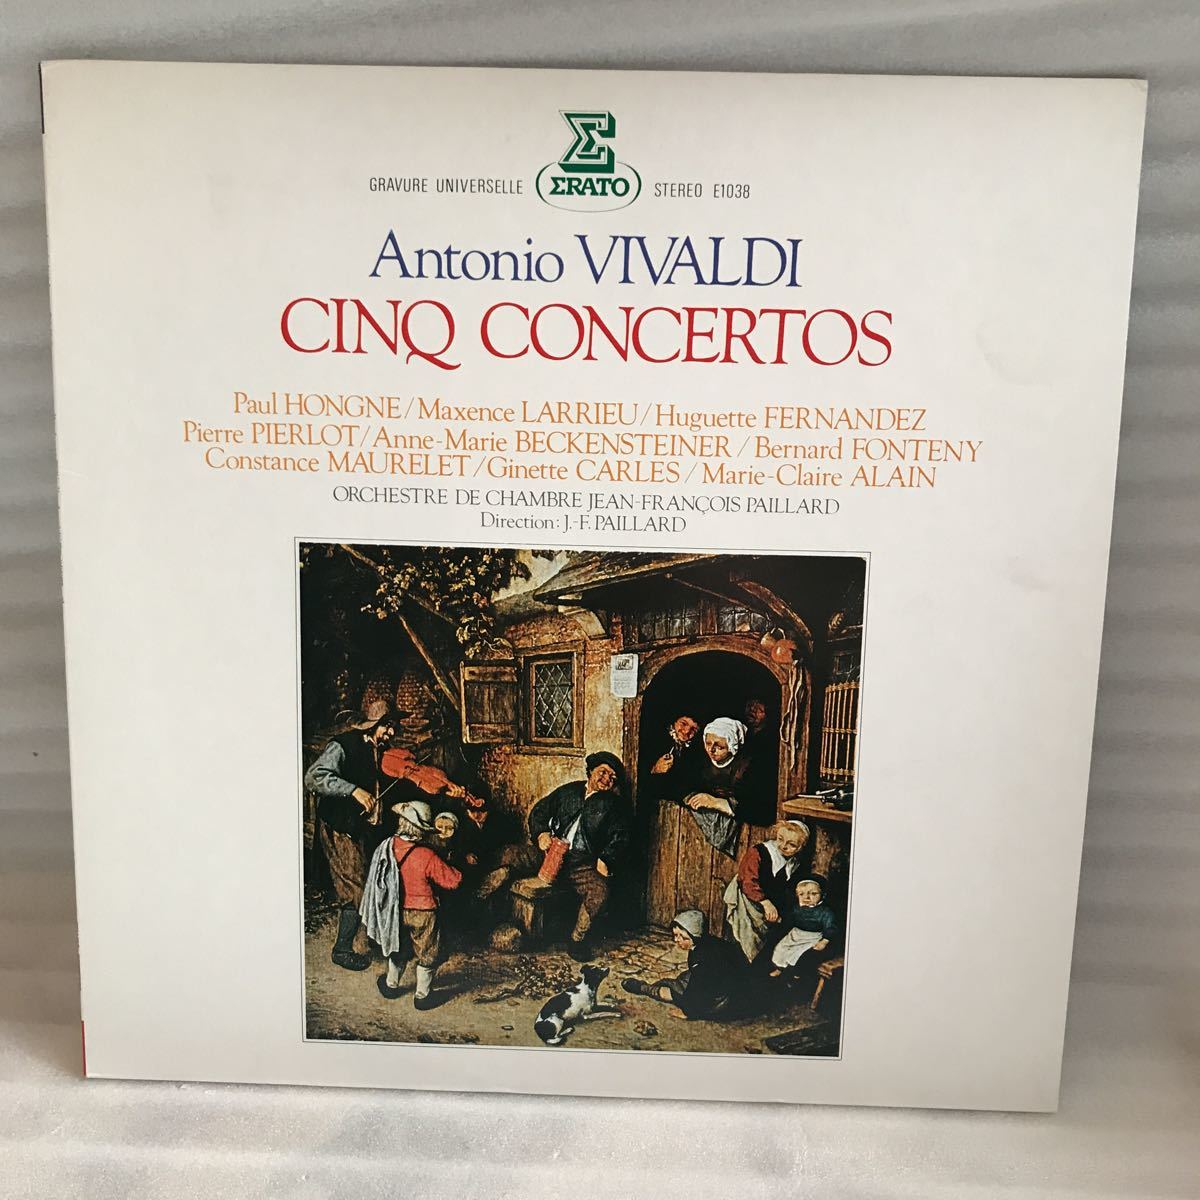 GRAVURE UNIVERSELLE ΣRATO STEREO E1038
Antonio VIVALDI
CINQ CONCERTOS
Paul HONGNE/Maxence LARRIEU/Huguette FERNANDEZ
Pierre PIERLOT/Anne-Marie BECKENSTEINER/Bernard FONTENY
Constance MAURELET/Ginette CARLES/Marie-Claire ALAIN
ORCHESTRE DE CHAMBRE JEAN-FRANÇOIS PAILLARD
Direction: J.-F. PAILLARD